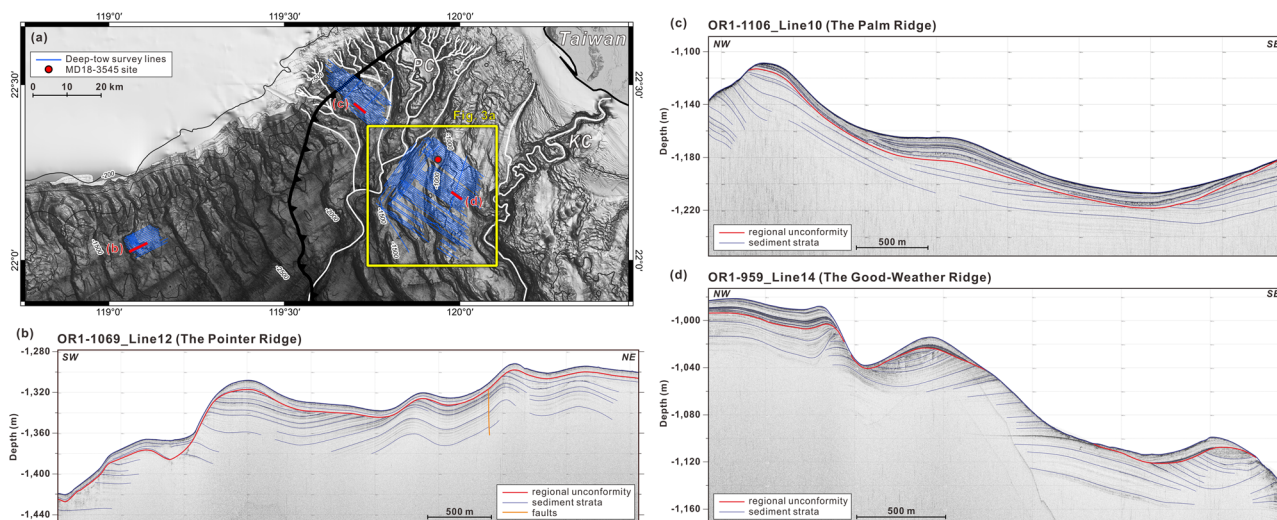 (a)
119°0'
119°30'
120°0'
Taiwan
Deep-tow survey lines
MD18-3545 site
0 10 20 km
22°30'
22°0'
PC
KC
(c)
Fig. 3a
(d)
(b)
-200
119°0'
119°30'
120°0'
22°30'
22°0'
(b) OR1-1069_Line12 (The Pointer Ridge)
SW
NE
-1,280
-1,320
-1,360
-1,400
-1,440
Depth (m)
regional unconformity
sediment strata
faults
500 m
(c) OR1-1106_Line10 (The Palm Ridge)
NW
SE
-1,100
-1,140
-1,180
-1,220
Depth (m)
regional unconformity
sediment strata
500 m
(d) OR1-959_Line14 (The Good-Weather Ridge)
NW
SE
-1,000
-1,040
-1,080
-1,120
-1,160
Depth (m)
regional unconformity
sediment strata
500 m